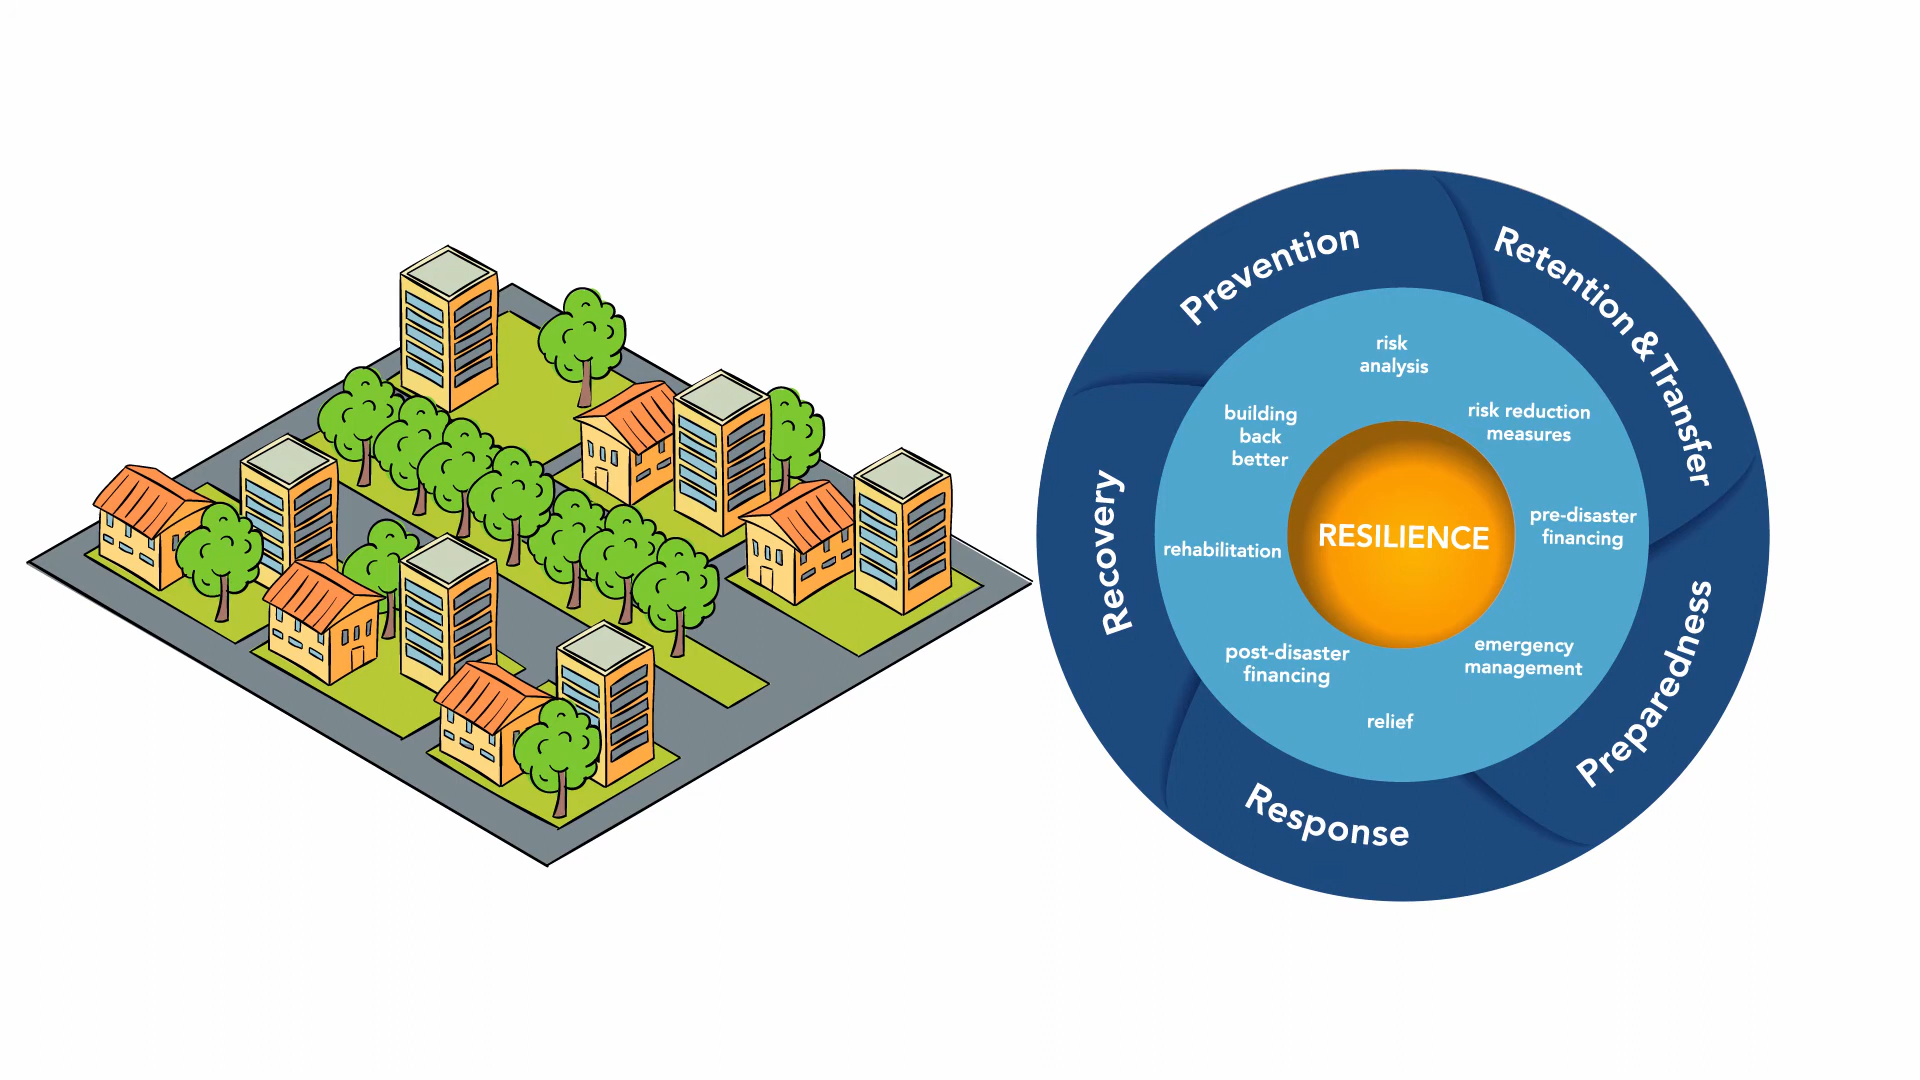 Prevention
Retention & Transfer
Preparedness
Response
Recovery
risk
analysis
risk reduction
measures
pre-disaster
financing
emergency
management
relief
post-disaster
financing
rehabilitation
building
back
better
RESILIENCE